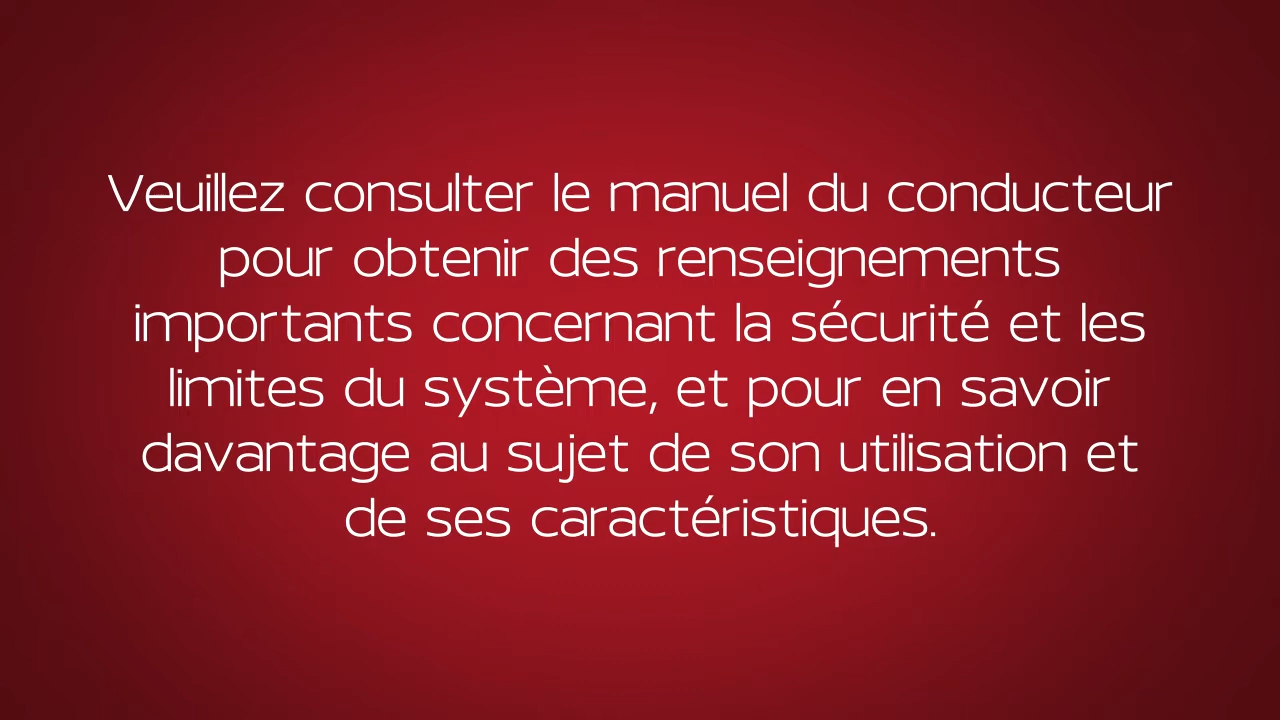 Veuillez consulter le manuel du conducteur
pour obtenir des renseignements
importants concernant la sécurité et les
limites du système, et pour en savoir
davantage au sujet de son utilisation et
de ses caractéristiques.